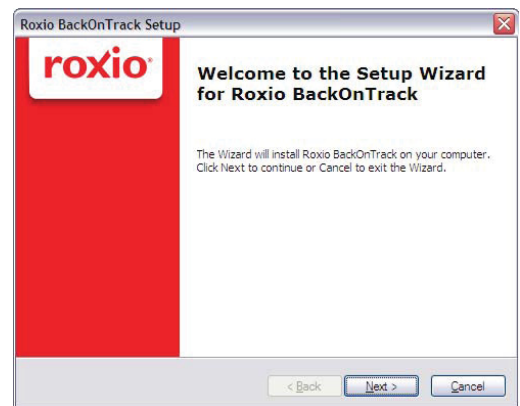 Roxio BackOnTrack Setup
roxio
Welcome to the Setup Wizard
for Roxio BackOnTrack
The Wizard will install Roxio BackOnTrack on your computer.
Click Next to continue or Cancel to exit the Wizard.
< Back Next > Cancel